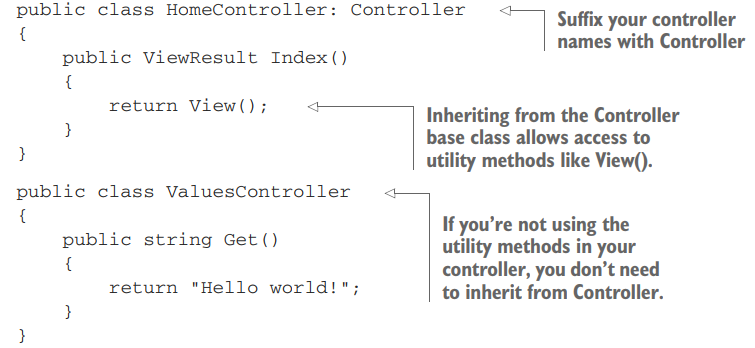 public class HomeController: Controller
{
    public ViewResult Index()
    {
        return View();
    }
}
Suffix your controller
names with Controller
Inheriting from the Controller
base class allows access to
utility methods like View().
public class ValuesController
{
    public string Get()
    {
        return "Hello world!";
    }
}
If you're not using the
utility methods in your
controller, you don't need
to inherit from Controller.